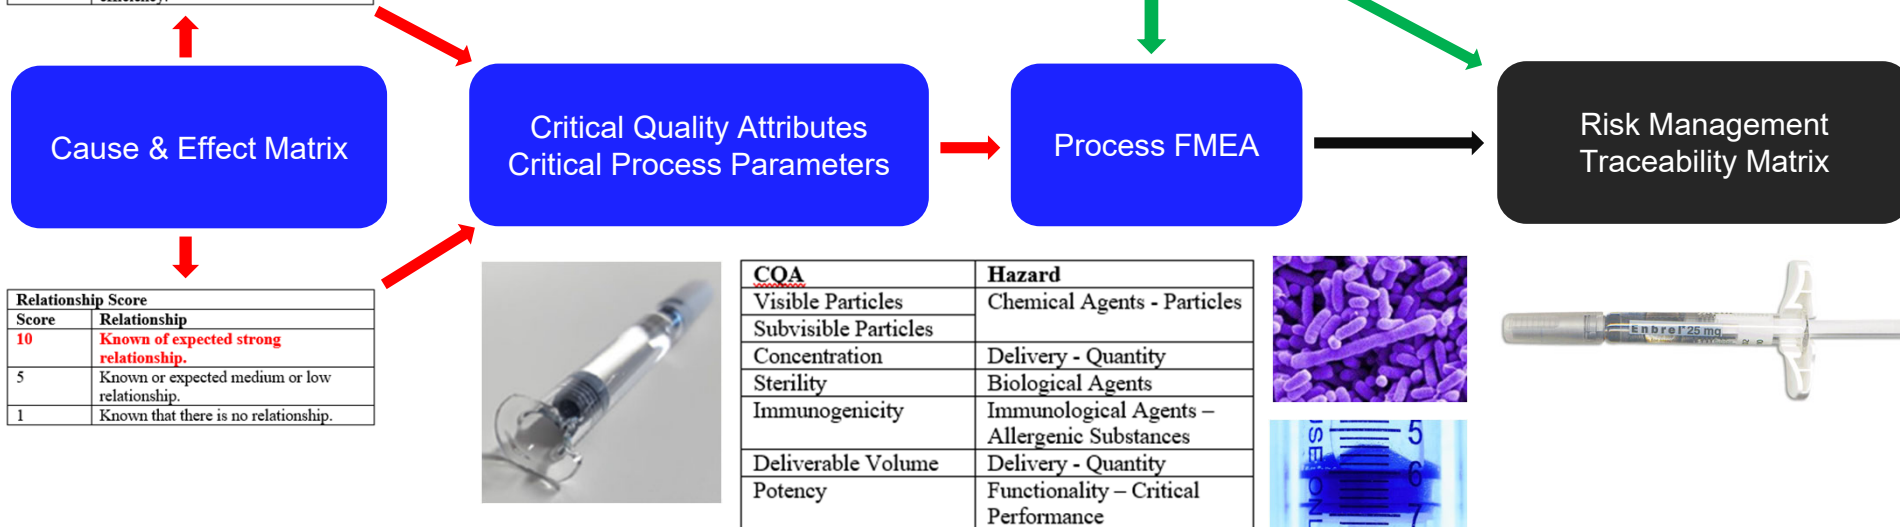 efficiency.
Cause & Effect Matrix
Critical Quality Attributes
Critical Process Parameters
Process FMEA
Risk Management
Traceability Matrix
Relationship Score
Score Relationship
10 Known of expected strong
relationship.
5 Known or expected medium or low
relationship.
1 Known that there is no relationship.
CQA Hazard
Visible Particles Chemical Agents - Particles
Subvisible Particles
Concentration Delivery - Quantity
Sterility Biological Agents
Immunogenicity Immunological Agents –
Allergenic Substances
Deliverable Volume Delivery - Quantity
Potency Functionality – Critical
Performance
5
6
7
Enbrel 25 mg